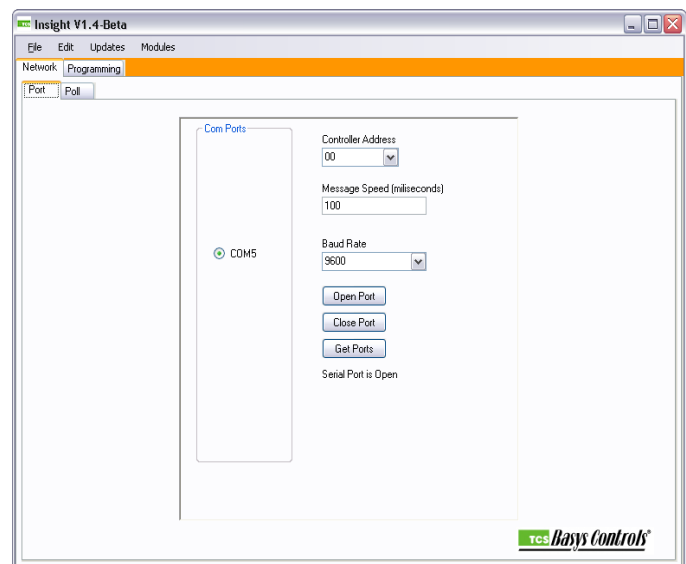 TCS Insight V1.4-Beta
File Edit Updates Modules
Network Programming
Port Poll
Com Ports
COM5
Controller Address
00
Message Speed (miliseconds)
100
Baud Rate
9600
Open Port
Close Port
Get Ports
Serial Port is Open
TCS Basys Controls